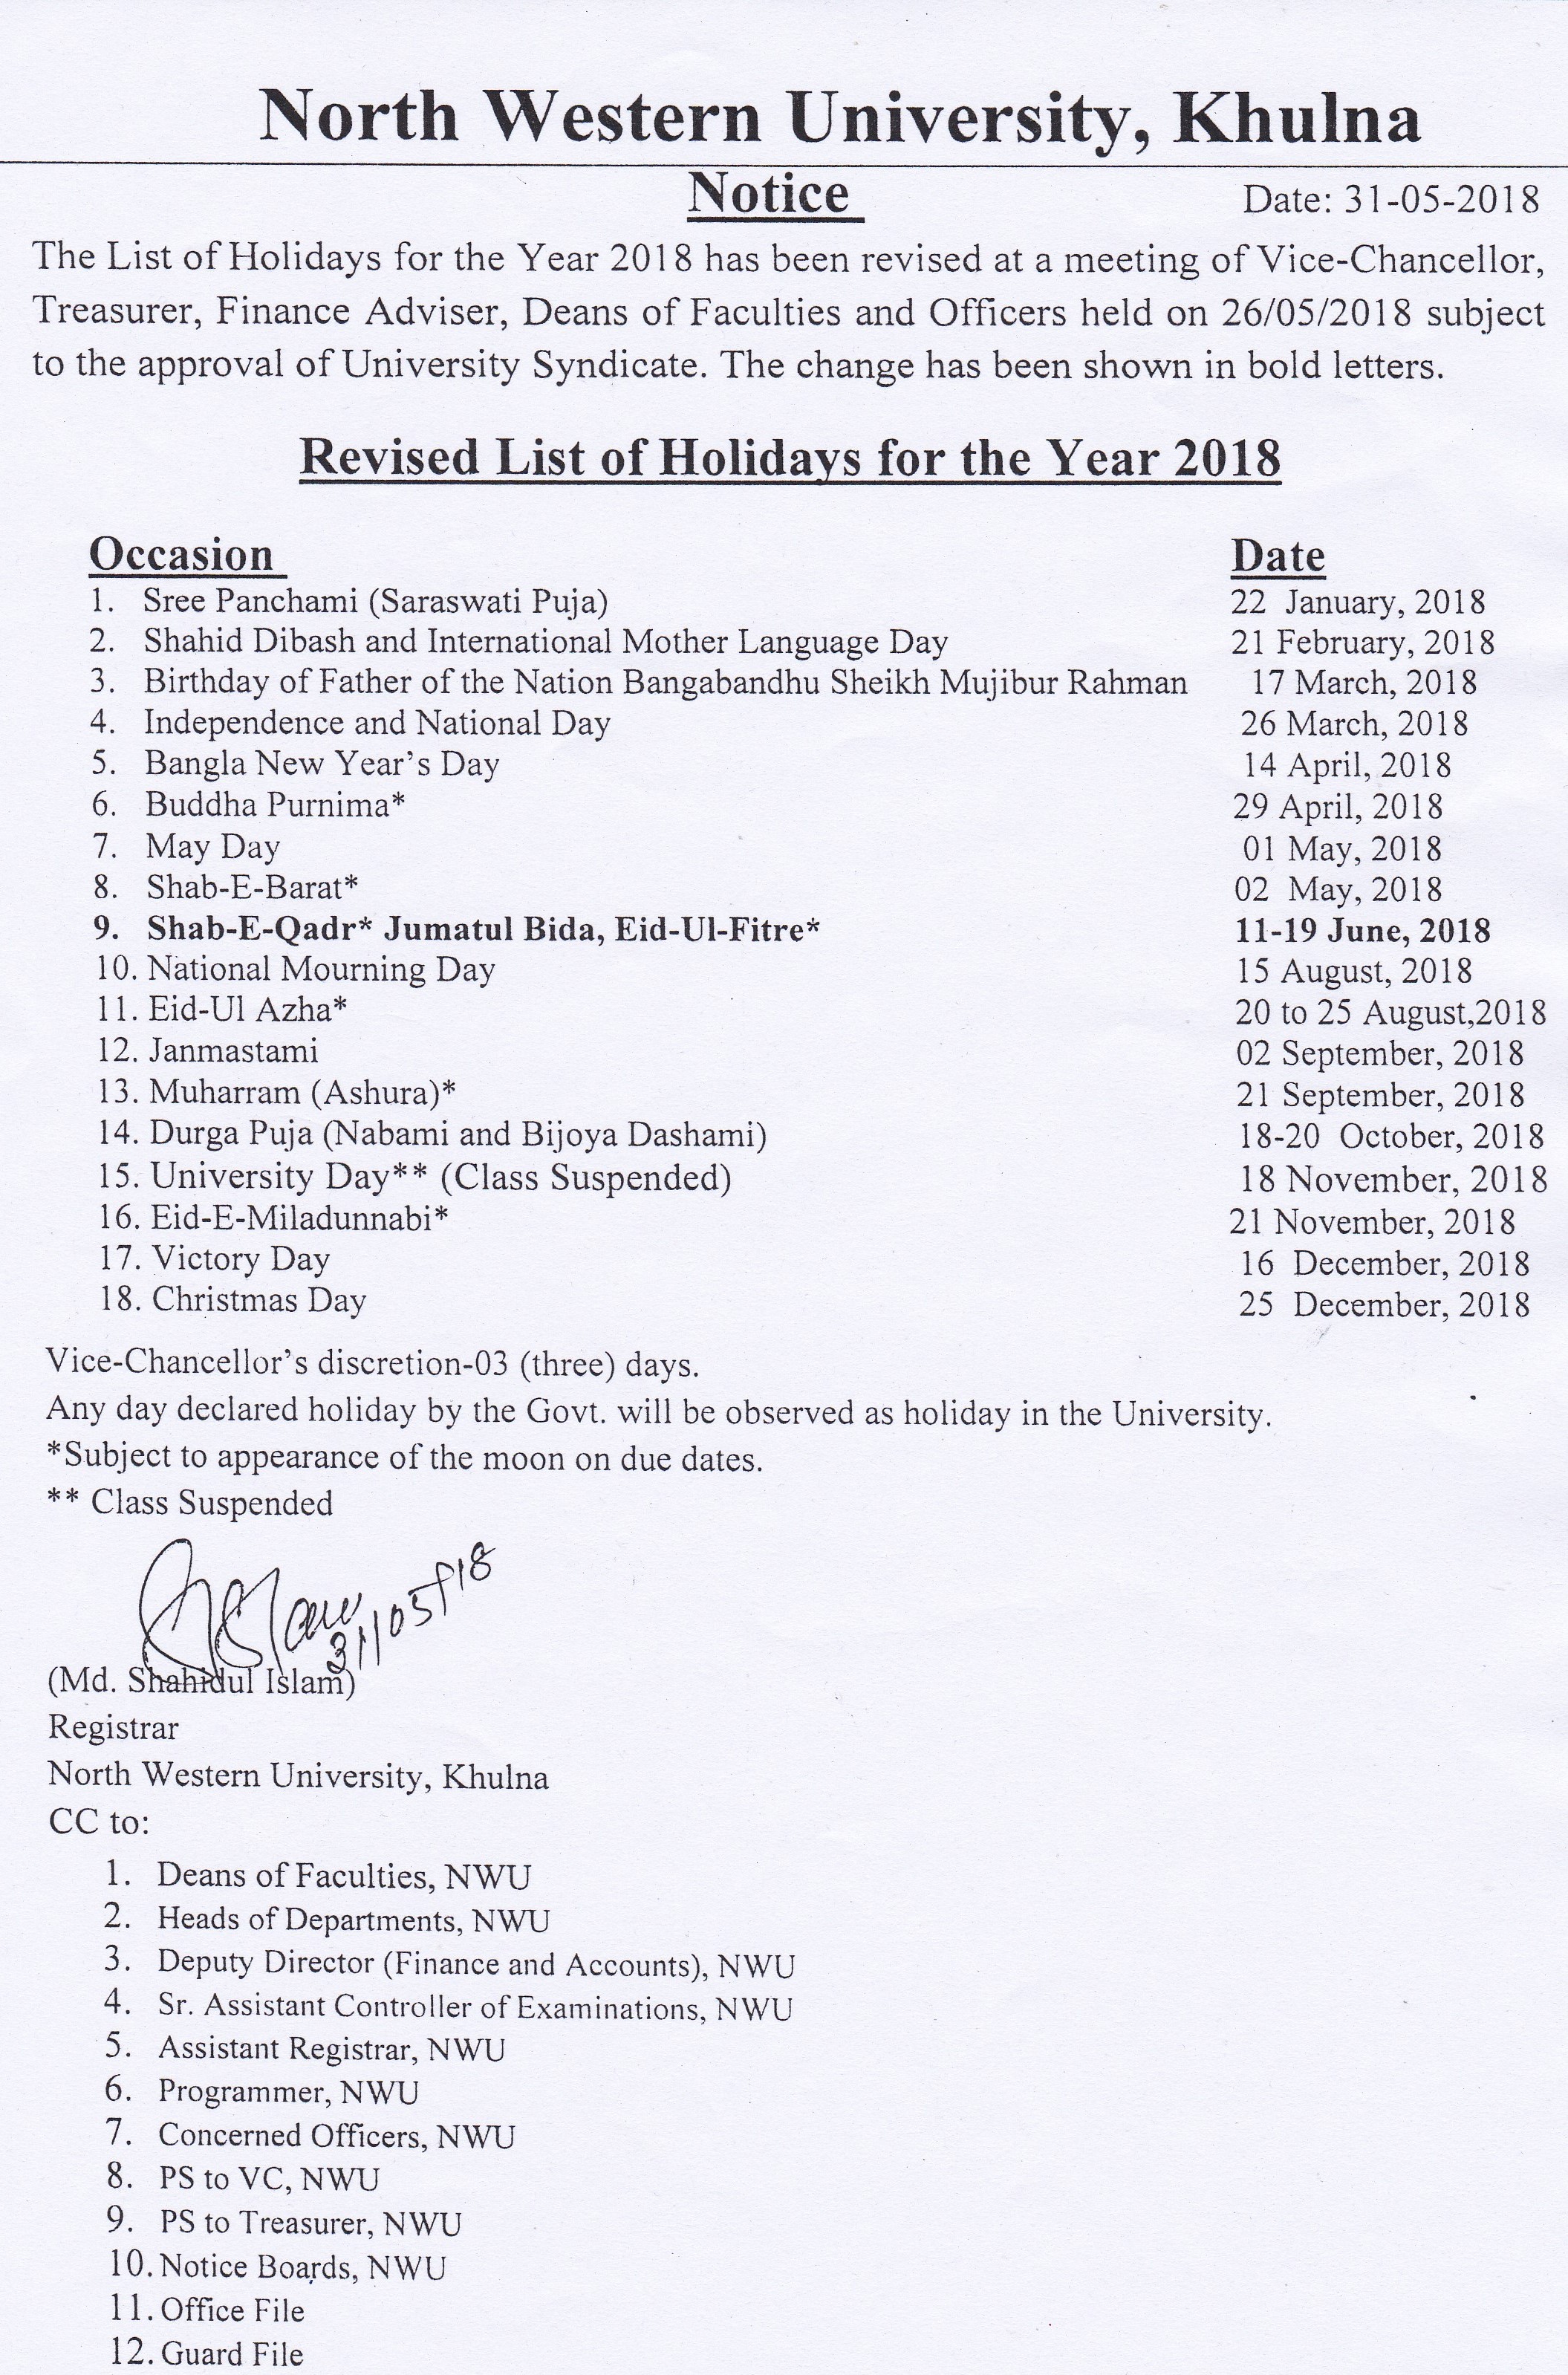 North Western University, Khulna
Notice
Date: 31-05-2018
The List of Holidays for the Year 2018 has been revised at a meeting of Vice-Chancellor,
Treasurer, Finance Adviser, Deans of Faculties and Officers held on 26/05/2018 subject
to the approval of University Syndicate. The change has been shown in bold letters.
Revised List of Holidays for the Year 2018
Occasion Date
1. Sree Panchami (Saraswati Puja) 22 January, 2018
2. Shahid Dibash and International Mother Language Day 21 February, 2018
3. Birthday of Father of the Nation Bangabandhu Sheikh Mujibur Rahman 17 March, 2018
4. Independence and National Day 26 March, 2018
5. Bangla New Year’s Day 14 April, 2018
6. Buddha Purnima* 29 April, 2018
7. May Day 01 May, 2018
8. Shab-E-Barat* 02 May, 2018
9. Shab-E-Qadr* Jumatul Bida, Eid-Ul-Fitre* 11-19 June, 2018
10. National Mourning Day 15 August, 2018
11. Eid-Ul Azha* 20 to 25 August,2018
12. Janmastami 02 September, 2018
13. Muharram (Ashura)* 21 September, 2018
14. Durga Puja (Nabami and Bijoya Dashami) 18-20 October, 2018
15. University Day** (Class Suspended) 18 November, 2018
16. Eid-E-Miladunnabi* 21 November, 2018
17. Victory Day 16 December, 2018
18. Christmas Day 25 December, 2018
Vice-Chancellor’s discretion-03 (three) days.
Any day declared holiday by the Govt. will be observed as holiday in the University.
*Subject to appearance of the moon on due dates.
** Class Suspended
31/05/18
(Md. Shahidul Islam)
Registrar
North Western University, Khulna
CC to:
1. Deans of Faculties, NWU
2. Heads of Departments, NWU
3. Deputy Director (Finance and Accounts), NWU
4. Sr. Assistant Controller of Examinations, NWU
5. Assistant Registrar, NWU
6. Programmer, NWU
7. Concerned Officers, NWU
8. PS to VC, NWU
9. PS to Treasurer, NWU
10. Notice Boards, NWU
11. Office File
12. Guard File